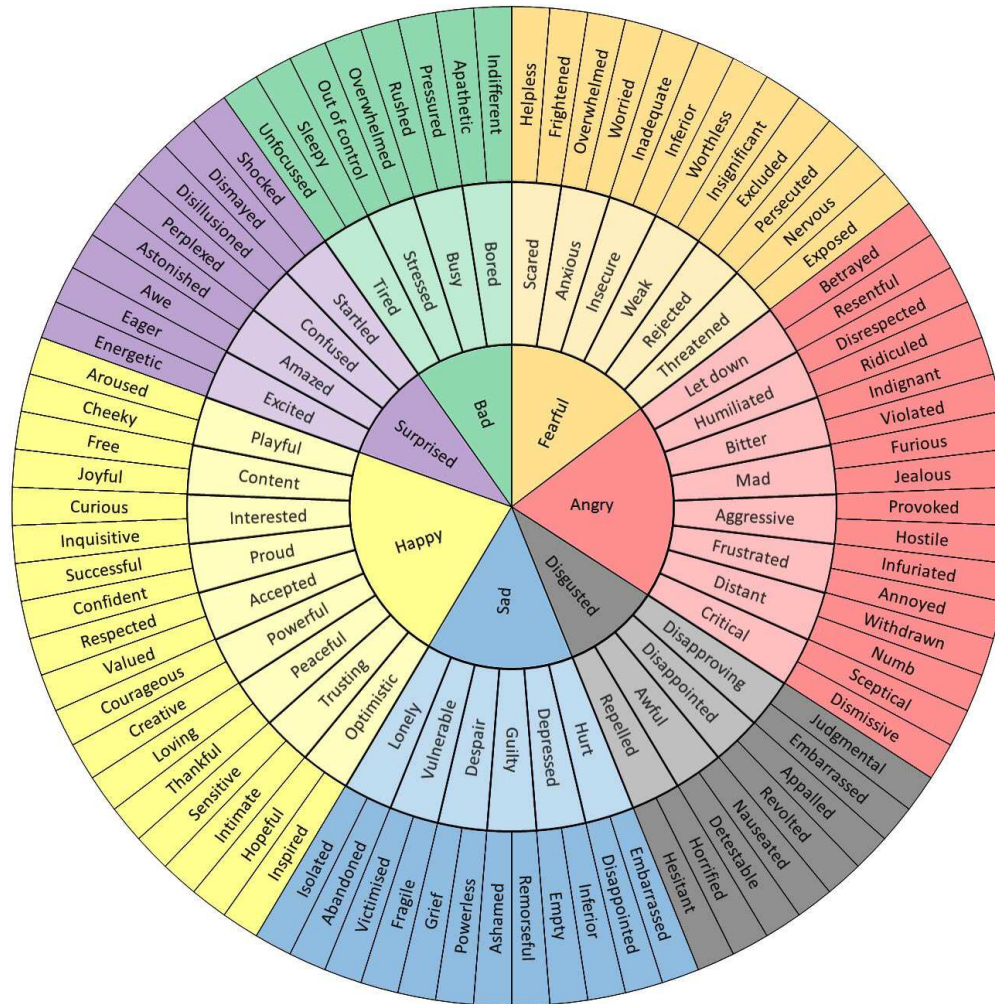 Fearful
Angry
Disgusted
Sad
Happy
Surprised
Bad
Scared
Anxious
Insecure
Weak
Rejected
Threatened
Let down
Humiliated
Bitter
Mad
Aggressive
Frustrated
Distant
Critical
Disapproving
Disappointed
Awful
Repelled
Hurt
Depressed
Guilty
Despair
Vulnerable
Lonely
Optimistic
Trusting
Peaceful
Powerful
Accepted
Proud
Interested
Content
Playful
Excited
Amazed
Confused
Startled
Tired
Stressed
Busy
Bored
Helpless
Frightened
Overwhelmed
Worried
Inadequate
Inferior
Worthless
Insignificant
Excluded
Persecuted
Nervous
Exposed
Betrayed
Resentful
Disrespected
Ridiculed
Indignant
Violated
Furious
Jealous
Provoked
Hostile
Infuriated
Annoyed
Withdrawn
Numb
Sceptical
Dismissive
Judgmental
Embarrassed
Appalled
Revolted
Nauseated
Detestable
Horrified
Hesitant
Embarrassed
Disappointed
Inferior
Empty
Remorseful
Ashamed
Powerless
Grief
Fragile
Victimised
Abandoned
Isolated
Inspired
Hopeful
Intimate
Sensitive
Thankful
Loving
Creative
Courageous
Valued
Respected
Confident
Successful
Inquisitive
Curious
Joyful
Free
Cheeky
Aroused
Energetic
Eager
Awe
Astonished
Perplexed
Disillusioned
Dismayed
Shocked
Unfocussed
Sleepy
Out of control
Overwhelmed
Rushed
Pressured
Apathetic
Indifferent